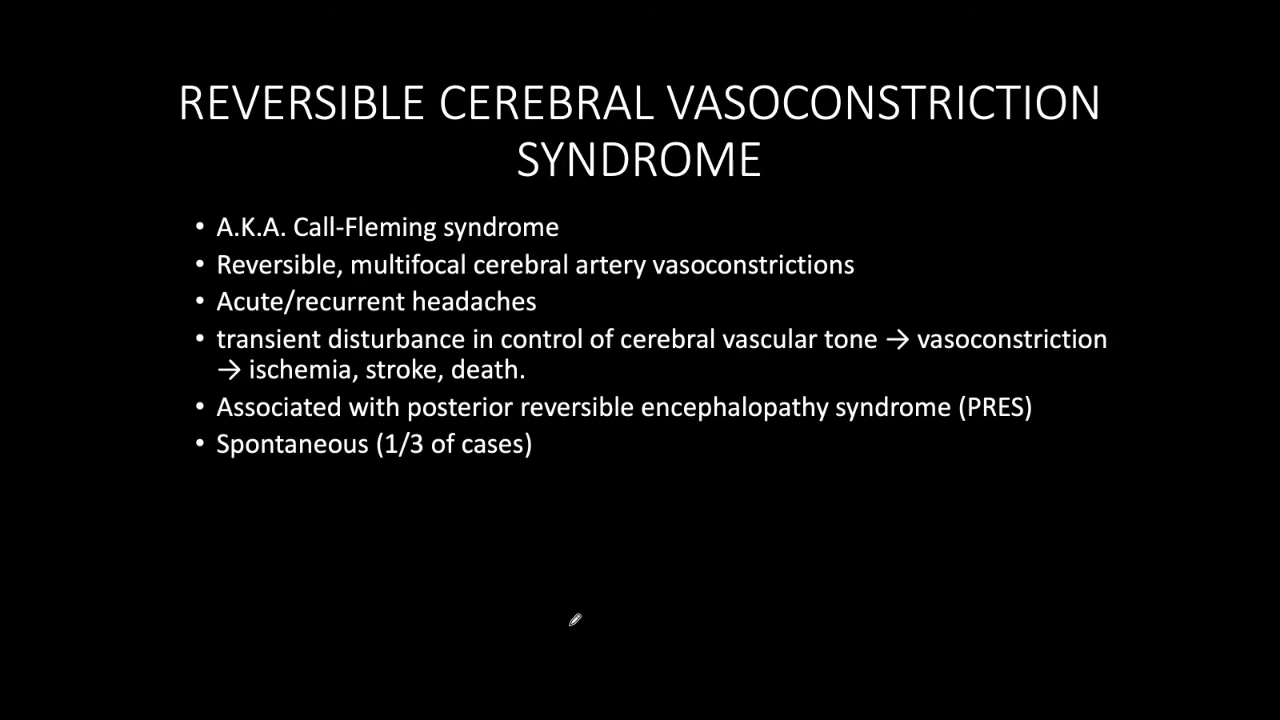 REVERSIBLE CEREBRAL VASOCONSTRICTION
SYNDROME
• A.K.A. Call-Fleming syndrome
• Reversible, multifocal cerebral artery vasoconstrictions
• Acute/recurrent headaches
• transient disturbance in control of cerebral vascular tone → vasoconstriction
→ ischemia, stroke, death.
• Associated with posterior reversible encephalopathy syndrome (PRES)
• Spontaneous (1/3 of cases)